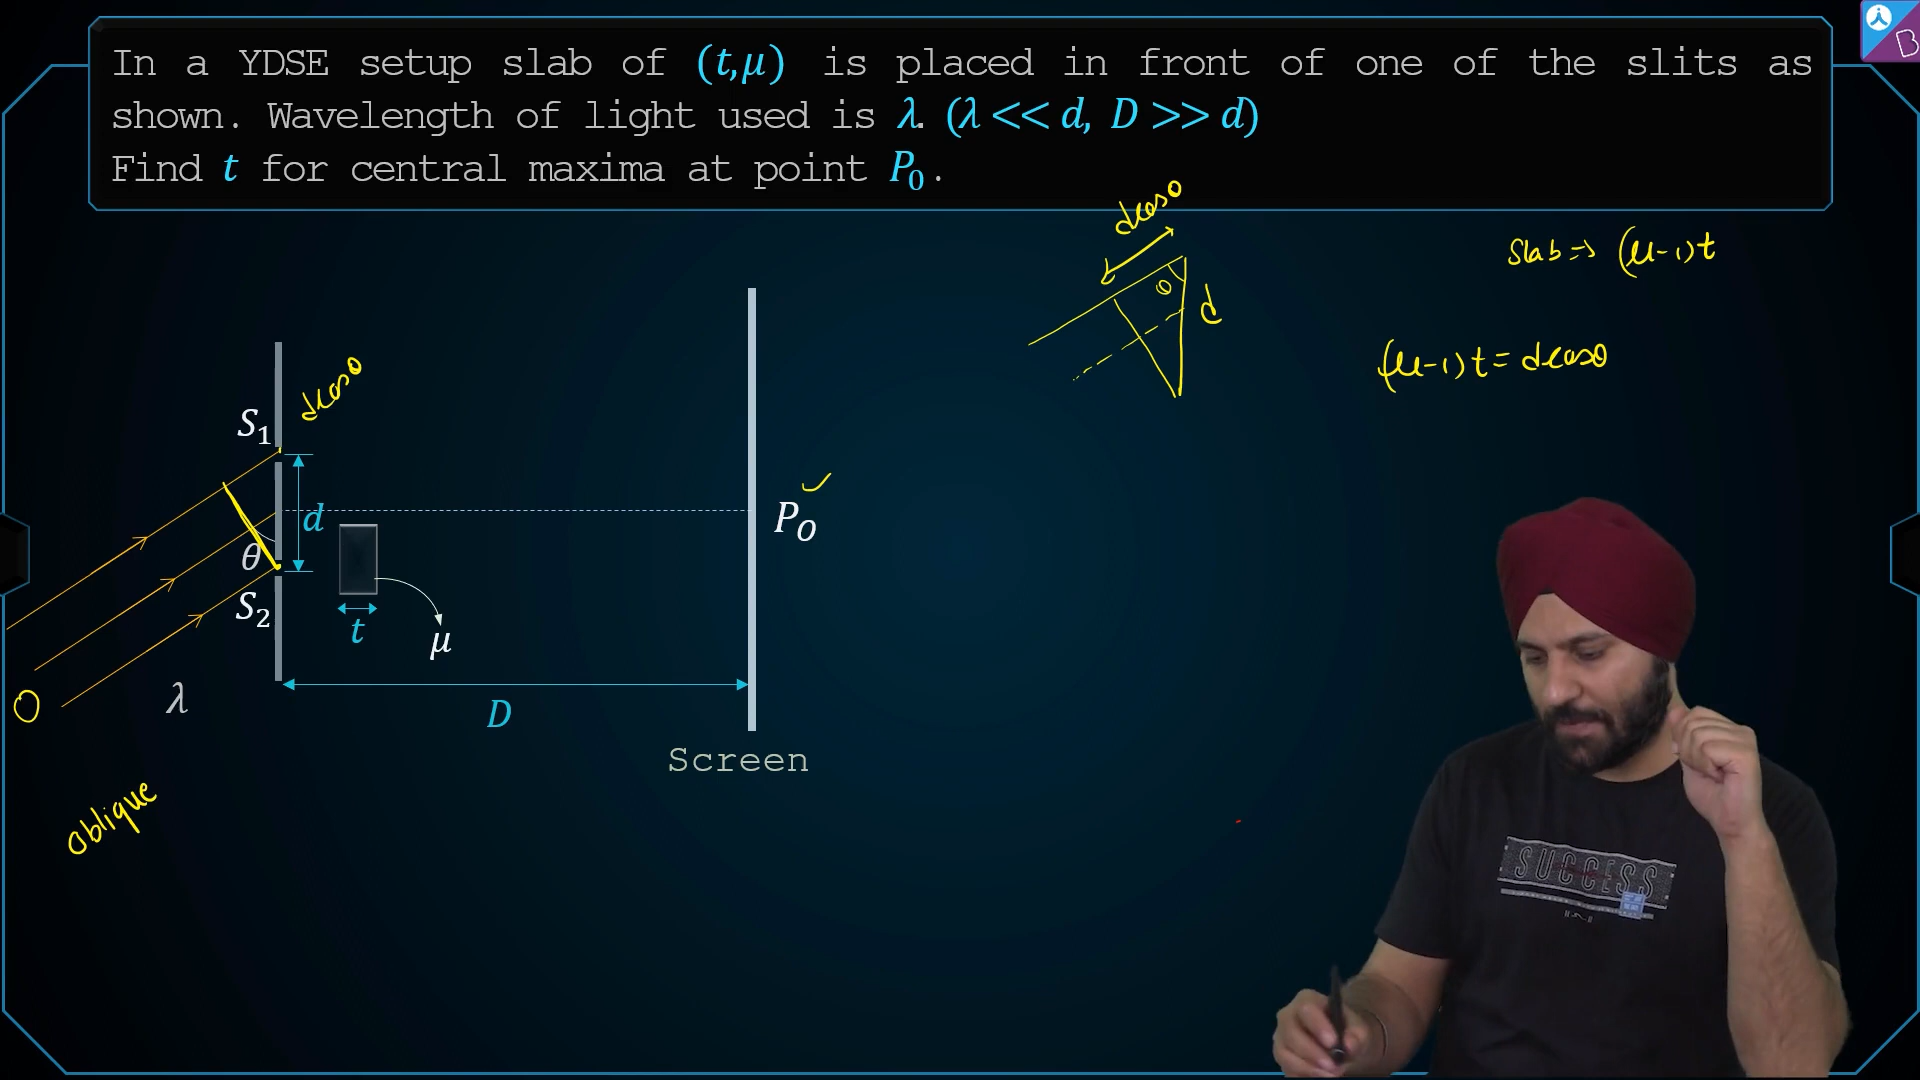 In a YDSE setup slab of (t,μ) is placed in front of one of the slits as
shown. Wavelength of light used is λ. (λ << d, D >> d)
Find t for central maxima at point P₀.
dcosθ
Slab ⇒ (μ-1)t
θ
d
(μ-1)t = dcosθ
dcosθ
S₁
d
P_O
θ
S₂
t
μ
O
λ
D
Screen
oblique
SUCCESS
B